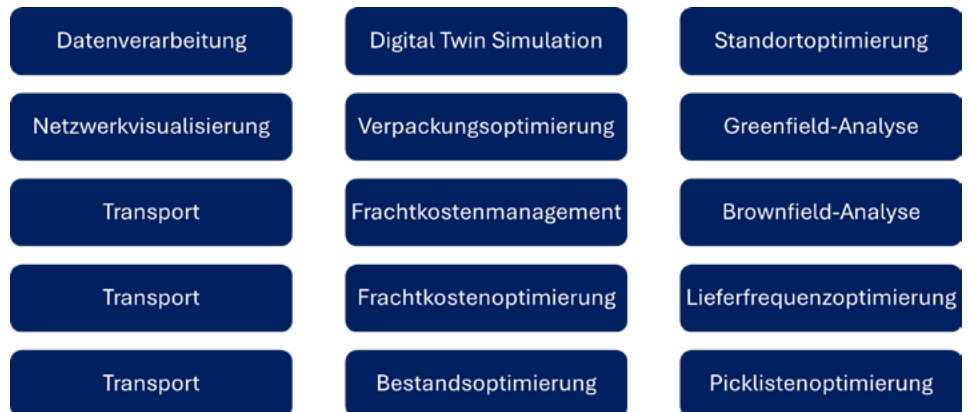 Datenverarbeitung
Digital Twin Simulation
Standortoptimierung
Netzwerkvisualisierung
Verpackungsoptimierung
Greenfield-Analyse
Transport
Frachtkostenmanagement
Brownfield-Analyse
Transport
Frachtkostenoptimierung
Lieferfrequenzoptimierung
Transport
Bestandsoptimierung
Picklistenoptimierung